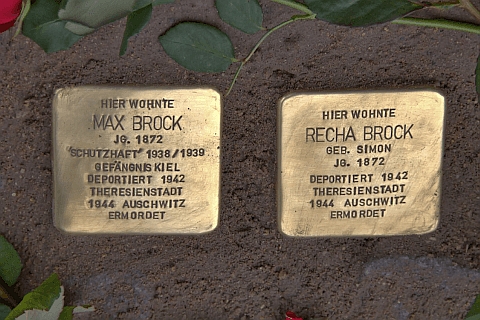 HIER WOHNTE
MAX BROCK
JG. 1872
"SCHUTZHAFT" 1938/1939
GEFÄNGNIS KIEL
DEPORTIERT 1942
THERESIENSTADT
1944 AUSCHWITZ
ERMORDET
HIER WOHNTE
RECHA BROCK
GEB. SIMON
JG. 1872
DEPORTIERT 1942
THERESIENSTADT
1944 AUSCHWITZ
ERMORDET